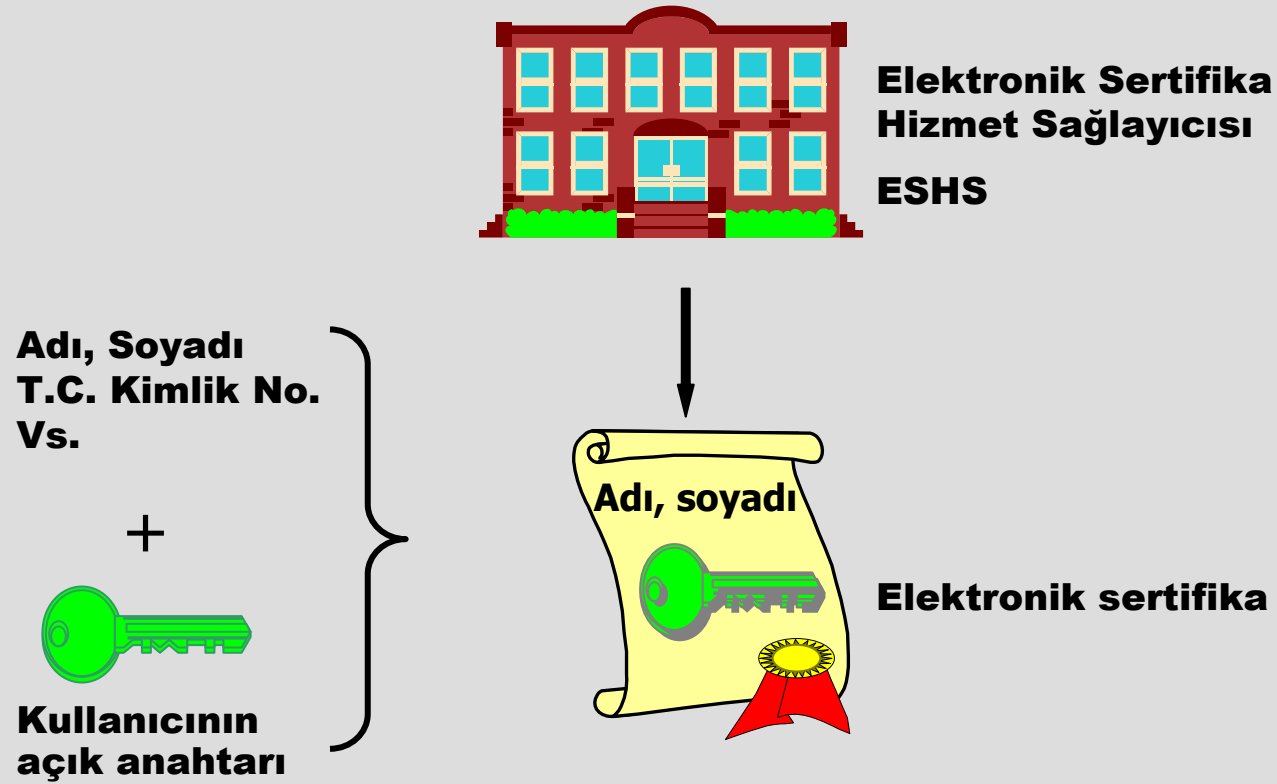 Elektronik Sertifika
Hizmet Sağlayıcısı
ESHS
Adı, Soyadı
T.C. Kimlik No.
Vs.
+
Kullanıcının
açık anahtarı
Adı, soyadı
Elektronik sertifika